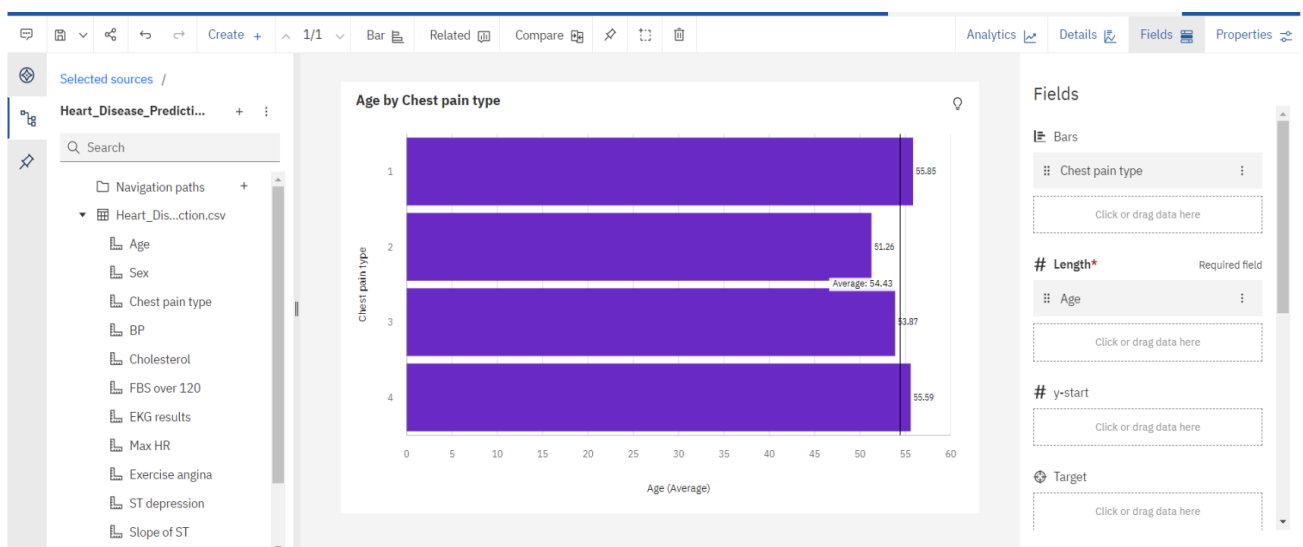 Create +
1/1
Bar
Related
Compare
Analytics
Details
Fields
Properties
Selected sources /
Heart_Disease_Predicti...
+
Search
Navigation paths +
Heart_Dis...ction.csv
Age
Sex
Chest pain type
BP
Cholesterol
FBS over 120
EKG results
Max HR
Exercise angina
ST depression
Slope of ST
Age by Chest pain type
Chest pain type
1
55.85
2
51.26
Average: 54.43
3
53.87
4
55.59
0 5 10 15 20 25 30 35 40 45 50 55 60
Age (Average)
Fields
Bars
Chest pain type
Click or drag data here
# Length* Required field
Age
Click or drag data here
# y-start
Click or drag data here
Target
Click or drag data here